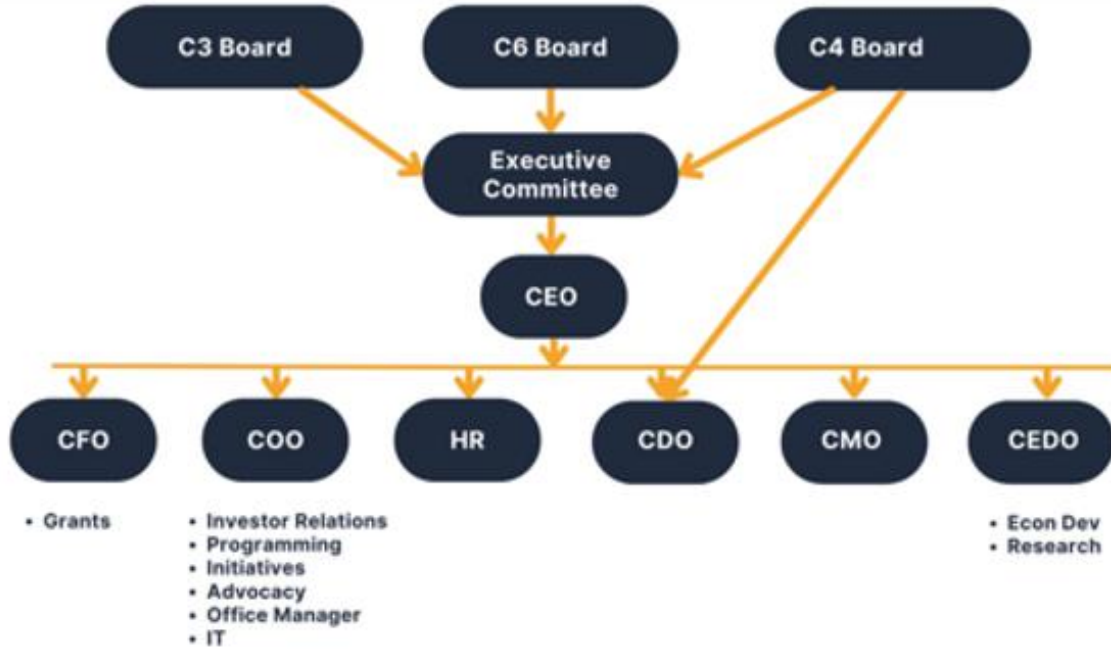 C3 Board
C6 Board
C4 Board
Executive
Committee
CEO
CFO
COO
HR
CDO
CMO
CEDO
• Grants
• Investor Relations
• Programming
• Initiatives
• Advocacy
• Office Manager
• IT
• Econ Dev
• Research